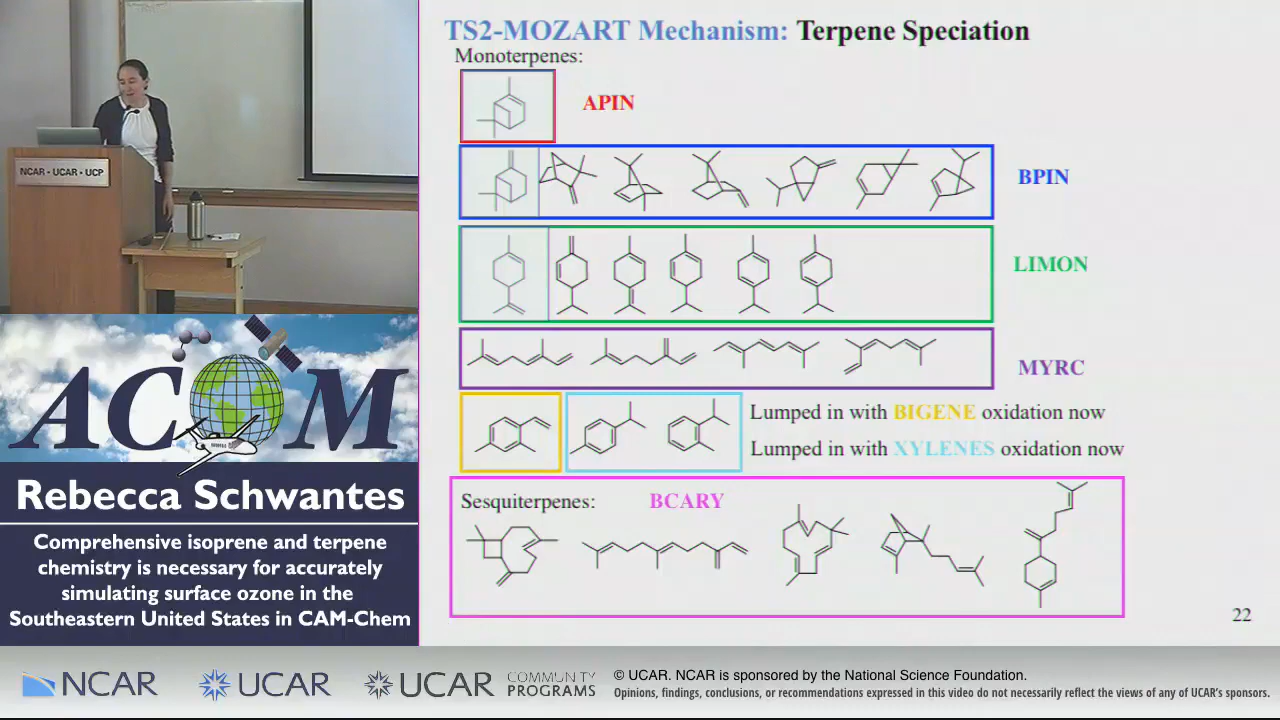 TS2-MOZART Mechanism: Terpene Speciation
Monoterpenes:
APIN
BPIN
LIMON
MYRC
Lumped in with BIGENE oxidation now
Lumped in with XYLENES oxidation now
Sesquiterpenes: BCARY
22
NCAR • UCAR • UCP
ACOM
Rebecca Schwantes
Comprehensive isoprene and terpene
chemistry is necessary for accurately
simulating surface ozone in the
Southeastern United States in CAM-Chem
NCAR
UCAR
UCAR
COMMUNITY
PROGRAMS
© UCAR. NCAR is sponsored by the National Science Foundation.
Opinions, findings, conclusions, or recommendations expressed in this video do not necessarily reflect the views of any of UCAR's sponsors.